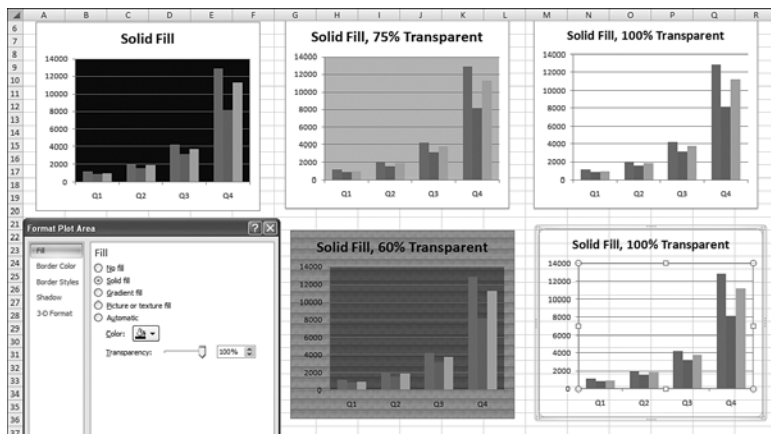 A B C D E F G H I J K L M N O P Q R
6
7
8
9
10
11
12
13
14
15
16
17
18
19
20
21
22
23
24
25
26
27
28
29
30
31
32
33
34
35
36
37
Solid Fill
14000
12000
10000
8000
6000
4000
2000
0
Q1 Q2 Q3 Q4
Solid Fill, 75% Transparent
14000
12000
10000
8000
6000
4000
2000
0
Q1 Q2 Q3 Q4
Solid Fill, 100% Transparent
14000
12000
10000
8000
6000
4000
2000
0
Q1 Q2 Q3 Q4
Format Plot Area
Fill
Border Color
Border Styles
Shadow
3-D Format
Fill
No fill
Solid fill
Gradient fill
Picture or texture fill
Automatic
Color:
Transparency: 100%
Solid Fill, 60% Transparent
14000
12000
10000
8000
6000
4000
2000
0
Q1 Q2 Q3 Q4
Solid Fill, 100% Transparent
14000
12000
10000
8000
6000
4000
2000
0
Q1 Q2 Q3 Q4